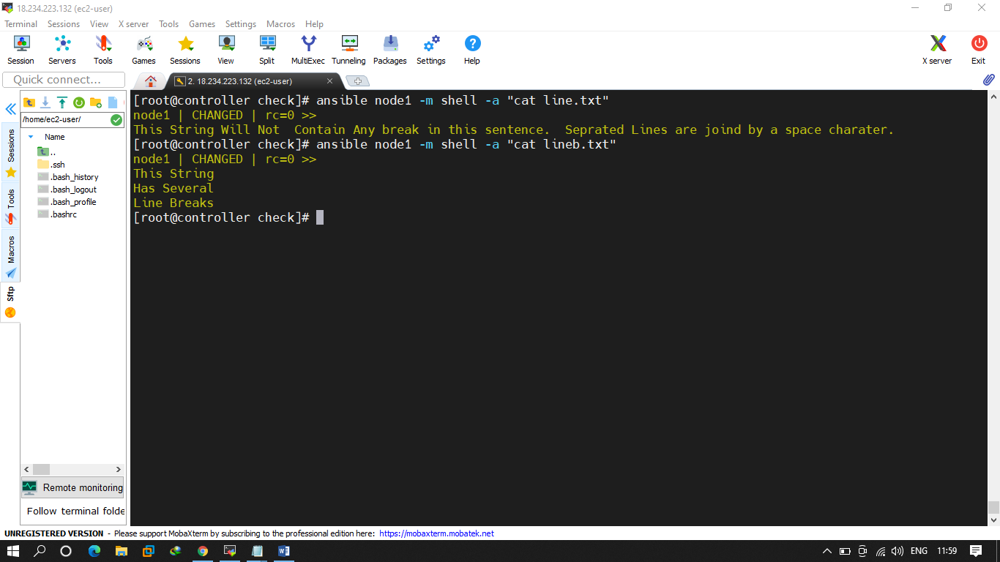 18.234.223.132 (ec2-user)
Terminal Sessions View X server Tools Games Settings Macros Help
Session Servers Tools Games Sessions View Split MultiExec Tunneling Packages Settings Help X server Exit
Quick connect...
2. 18.234.223.132 (ec2-user)
/home/ec2-user/
Name
..
.ssh
.bash_history
.bash_logout
.bash_profile
.bashrc
Sessions
Tools
Macros
Sftp
[root@controller check]# ansible node1 -m shell -a "cat line.txt"
node1 | CHANGED | rc=0 >>
This String Will Not  Contain Any break in this sentence.  Seprated Lines are joind by a space charater.
[root@controller check]# ansible node1 -m shell -a "cat lineb.txt"
node1 | CHANGED | rc=0 >>
This String
Has Several
Line Breaks
[root@controller check]#
Remote monitoring
Follow terminal folde
UNREGISTERED VERSION - Please support MobaXterm by subscribing to the professional edition here: https://mobaxterm.mobatek.net
ENG 11:59